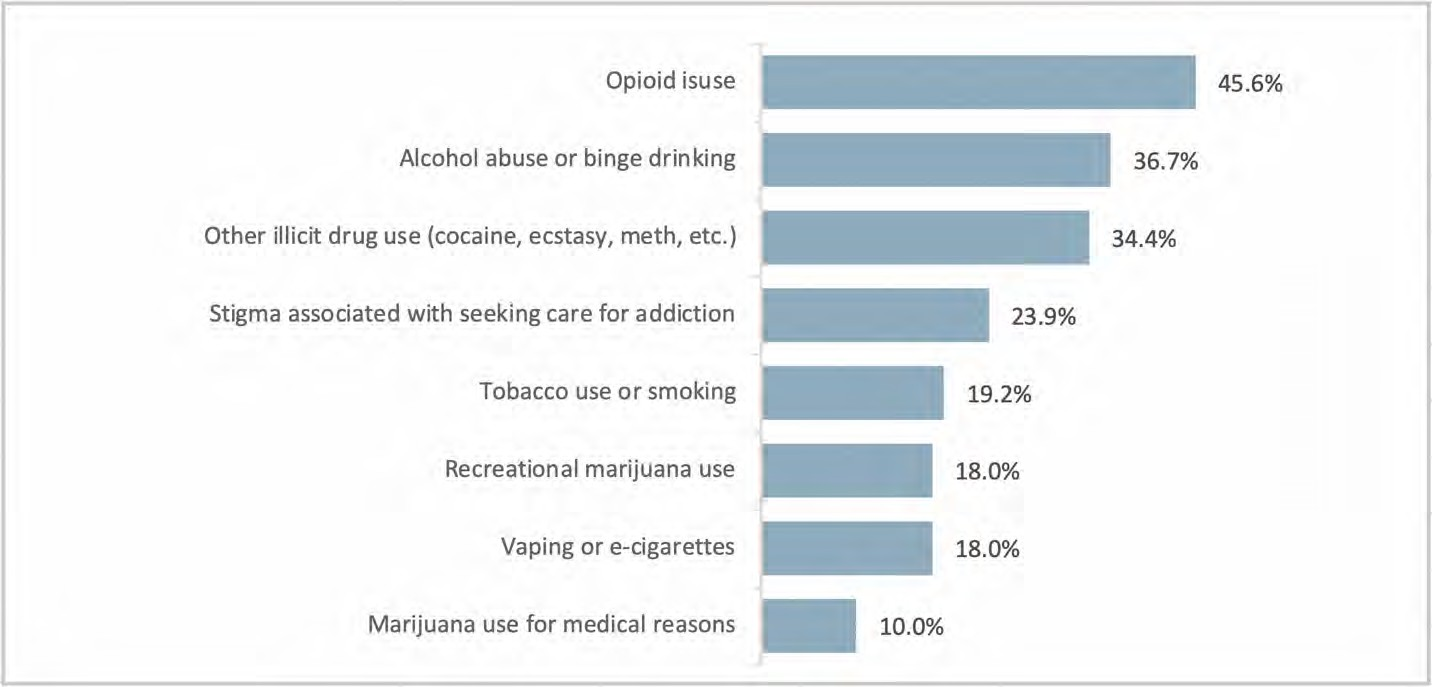 Opioid isuse 45.6%
Alcohol abuse or binge drinking 36.7%
Other illicit drug use (cocaine, ecstasy, meth, etc.) 34.4%
Stigma associated with seeking care for addiction 23.9%
Tobacco use or smoking 19.2%
Recreational marijuana use 18.0%
Vaping or e-cigarettes 18.0%
Marijuana use for medical reasons 10.0%